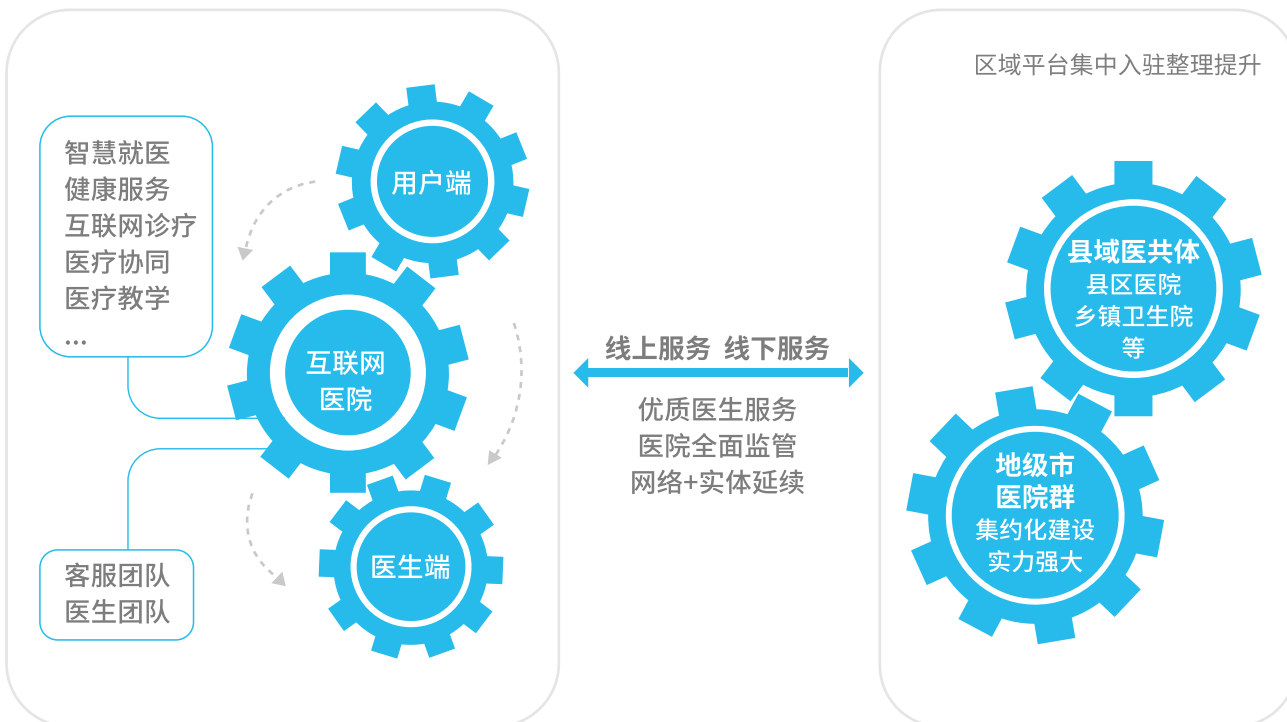 智慧就医
健康服务
互联网诊疗
医疗协同
医疗教学
...
用户端
互联网
医院
医生端
客服团队
医生团队
线上服务 线下服务
优质医生服务
医院全面监管
网络+实体延续
区域平台集中入驻整理提升
县域医共体
县区医院
乡镇卫生院
等
地级市
医院群
集约化建设
实力强大